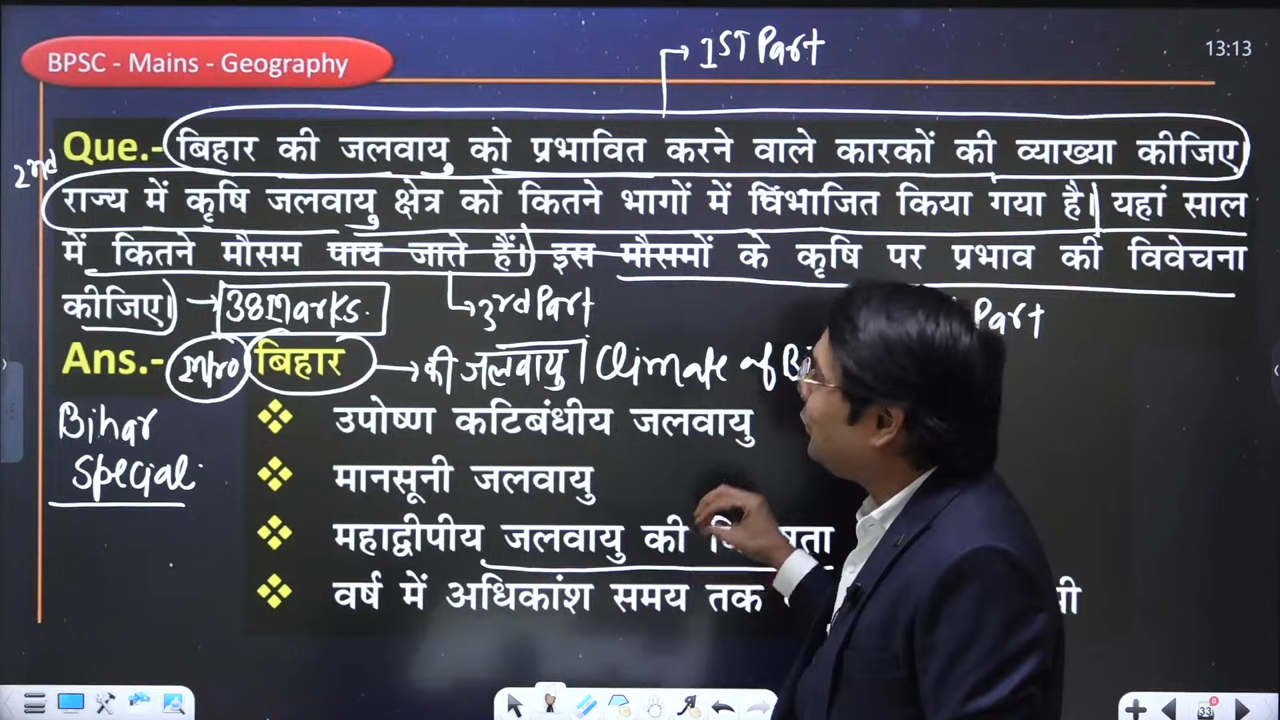 1ST Part
13:13
BPSC - Mains - Geography
Que.- बिहार की जलवायु को प्रभावित करने वाले कारकों की व्याख्या कीजिए
2nd
राज्य में कृषि जलवायु क्षेत्र को कितने भागों में विभाजित किया गया है। यहां साल
में कितने मौसम पाय जाते हैं। इस मौसमों के कृषि पर प्रभाव की विवेचना
कीजिए। 38 Marks. 3rd Part Part
Ans.- Intro बिहार की जलवायु | Climate of
Bihar Special
उपोष्ण कटिबंधीय जलवायु
मानसूनी जलवायु
महाद्वीपीय जलवायु की
वर्ष में अधिकांश समय तक
33